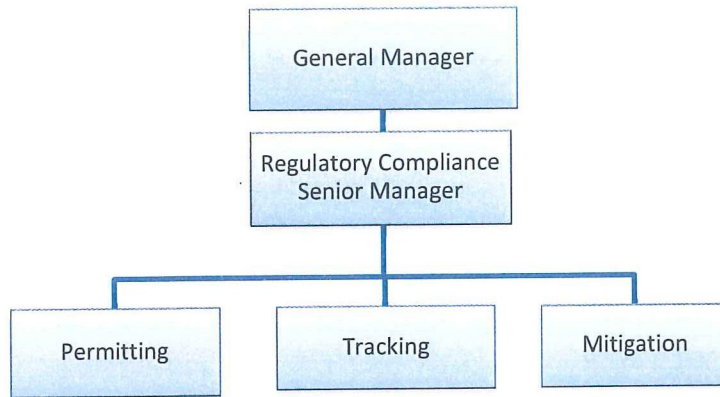 General Manager
Regulatory Compliance
Senior Manager
Permitting
Tracking
Mitigation